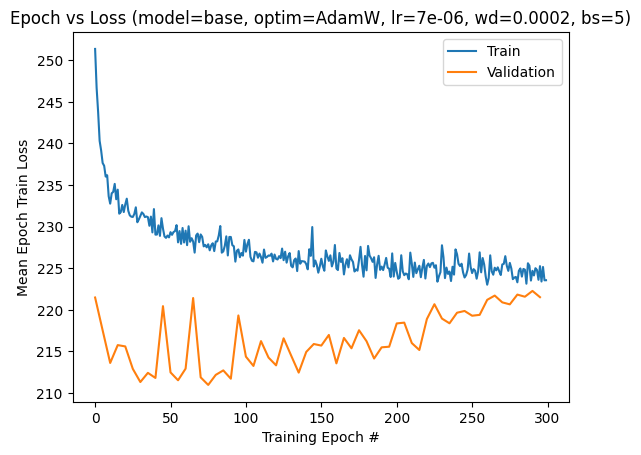 Epoch vs Loss (model=base, optim=AdamW, lr=7e-06, wd=0.0002, bs=5)
Train
Validation
Mean Epoch Train Loss
250
245
240
235
230
225
220
215
210
0 50 100 150 200 250 300
Training Epoch #